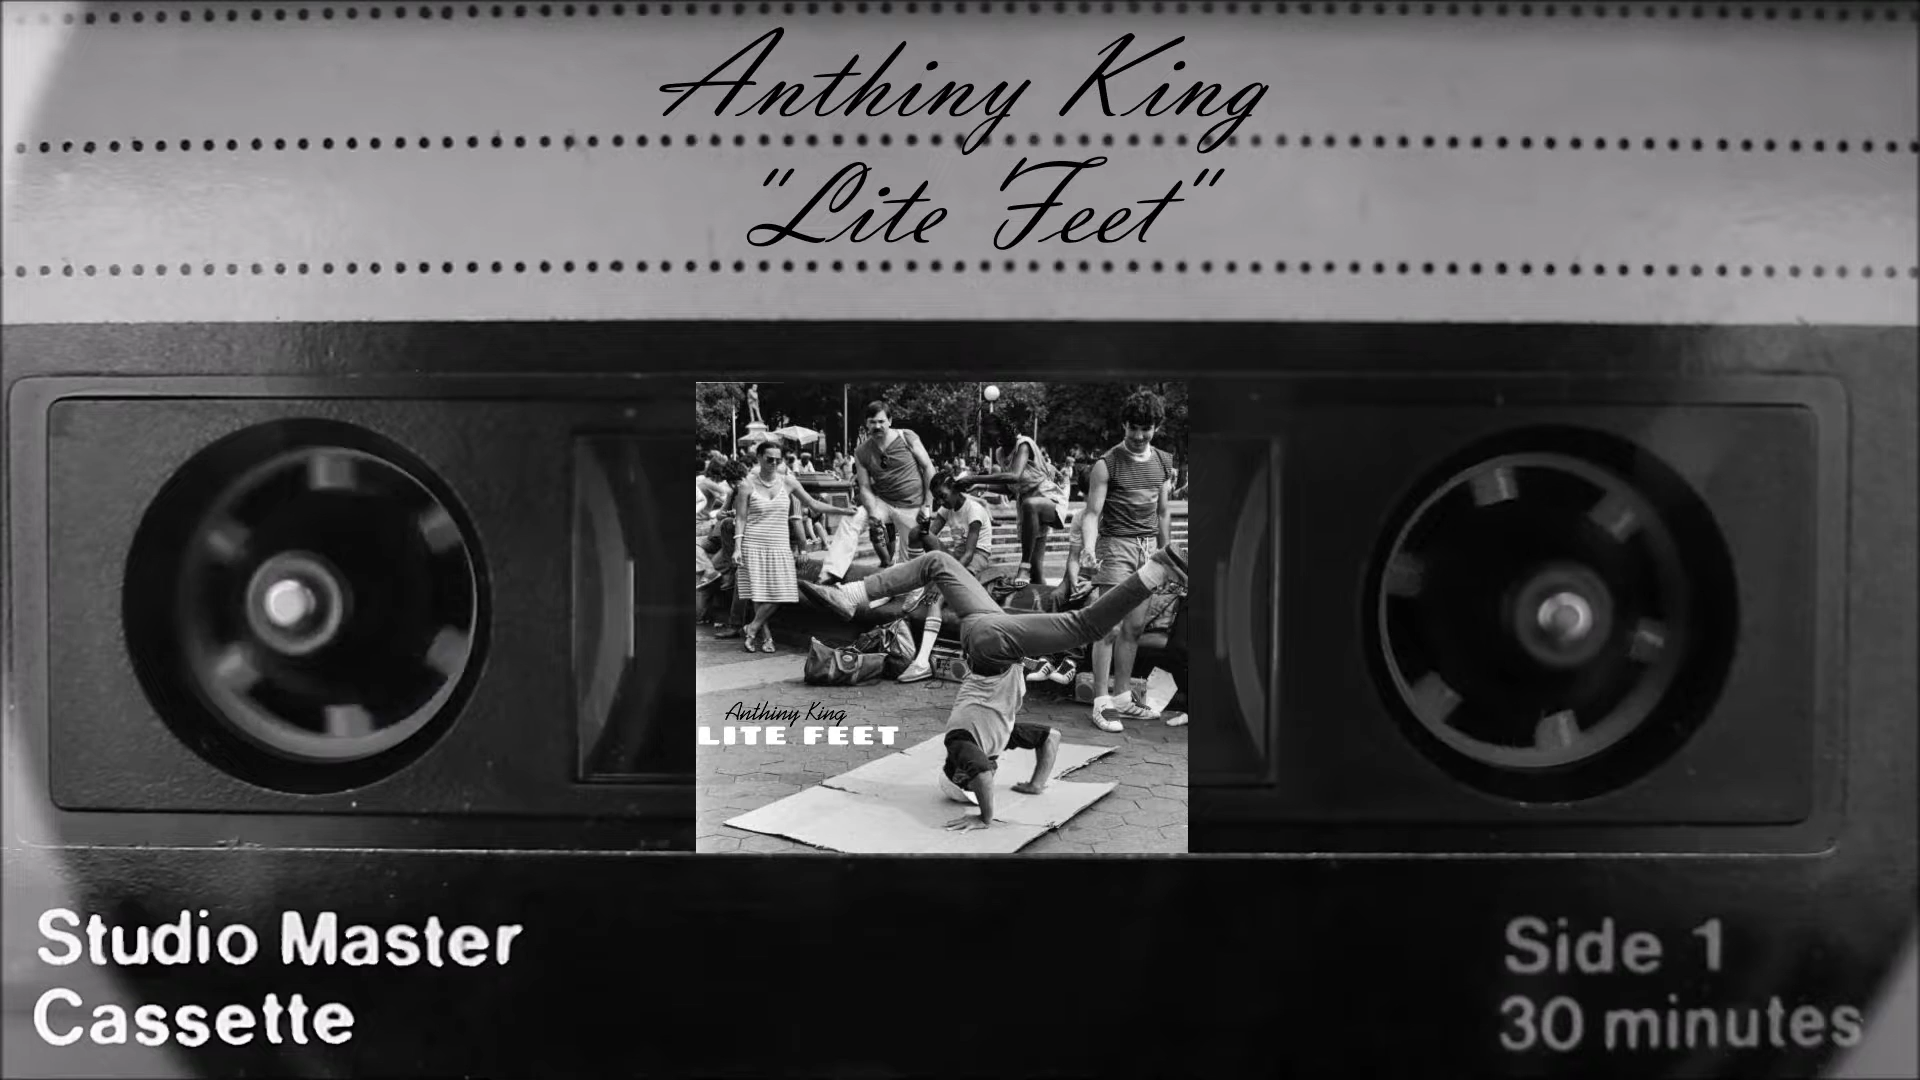 Anthiny King
"Lite Feet"
Anthiny King
LITE FEET
Studio Master
Cassette
Side 1
30 minutes